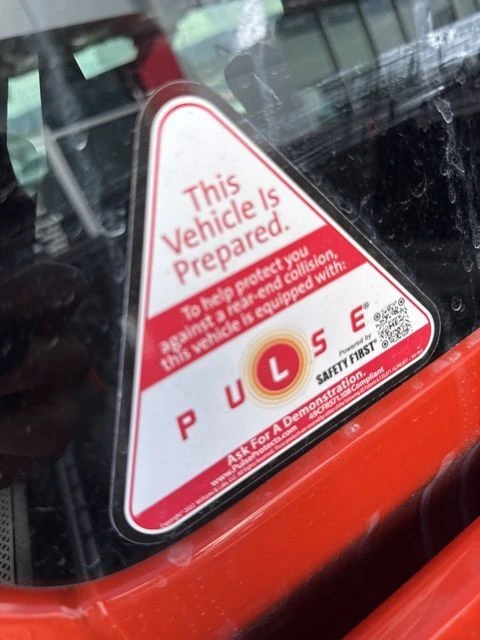 This
Vehicle Is
Prepared.
To help protect you
against a rear-end collision,
this vehicle is equipped with:
PULSE®
Powered by
SAFETY FIRST®
Ask For A Demonstration.
www.PulseProtects.com 49CFR571.108 Compliant